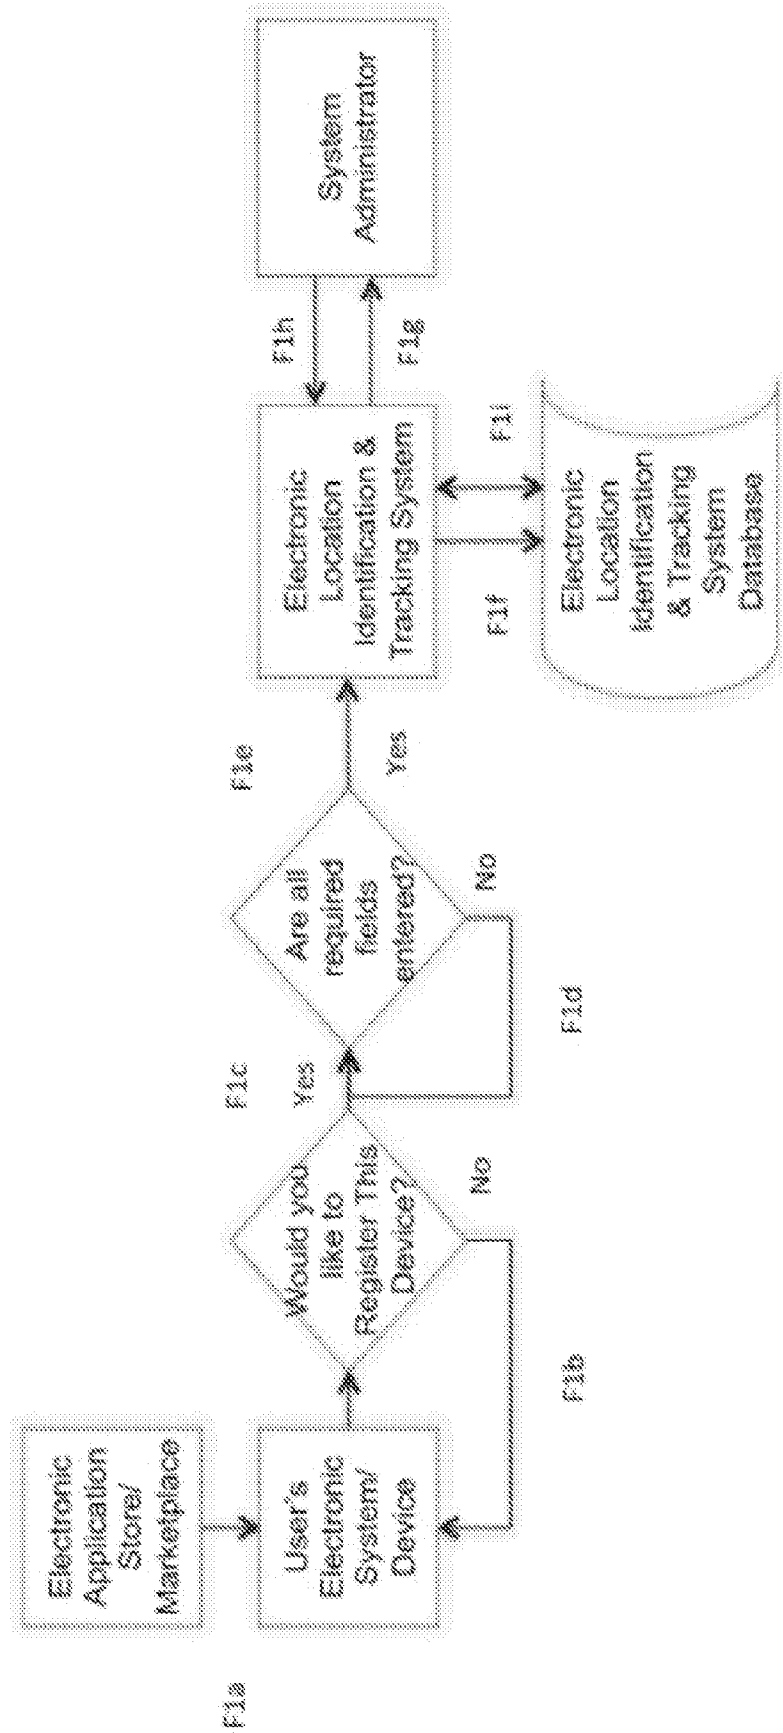 F1a
Electronic
Application
Store/
Marketplace
User's
Electronic
System/
Device
F1b
No
Would you
like to
Register This
Device?
F1c
Yes
F1d
No
Are all
required
fields
entered?
F1e
Yes
Electronic
Location
Identification &
Tracking System
F1f
F1i
Electronic
Location
Identification
& Tracking
System
Database
F1h
F1g
System
Administrator